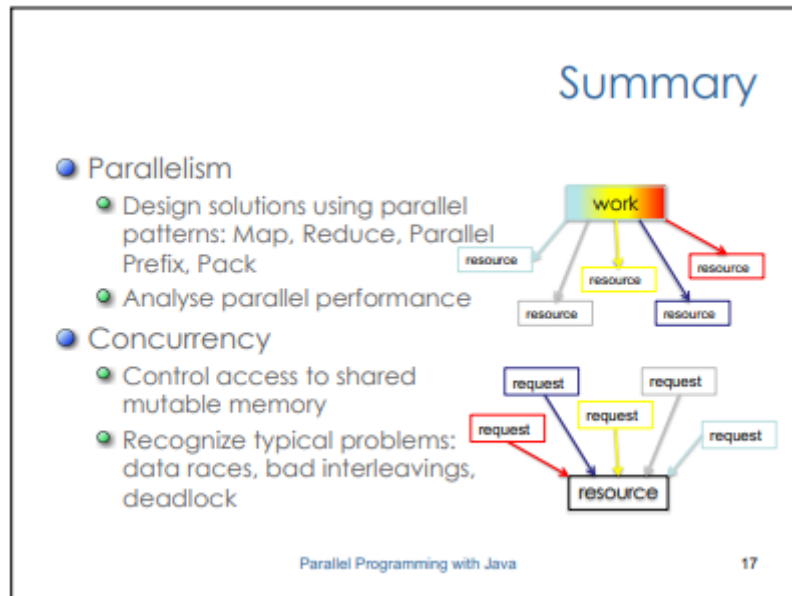 Summary
Parallelism
Design solutions using parallel
patterns: Map, Reduce, Parallel
Prefix, Pack
Analyse parallel performance
work
resource
resource
resource
resource
resource
Concurrency
Control access to shared
mutable memory
Recognize typical problems:
data races, bad interleavings,
deadlock
request
request
request
request
request
resource
Parallel Programming with Java
17